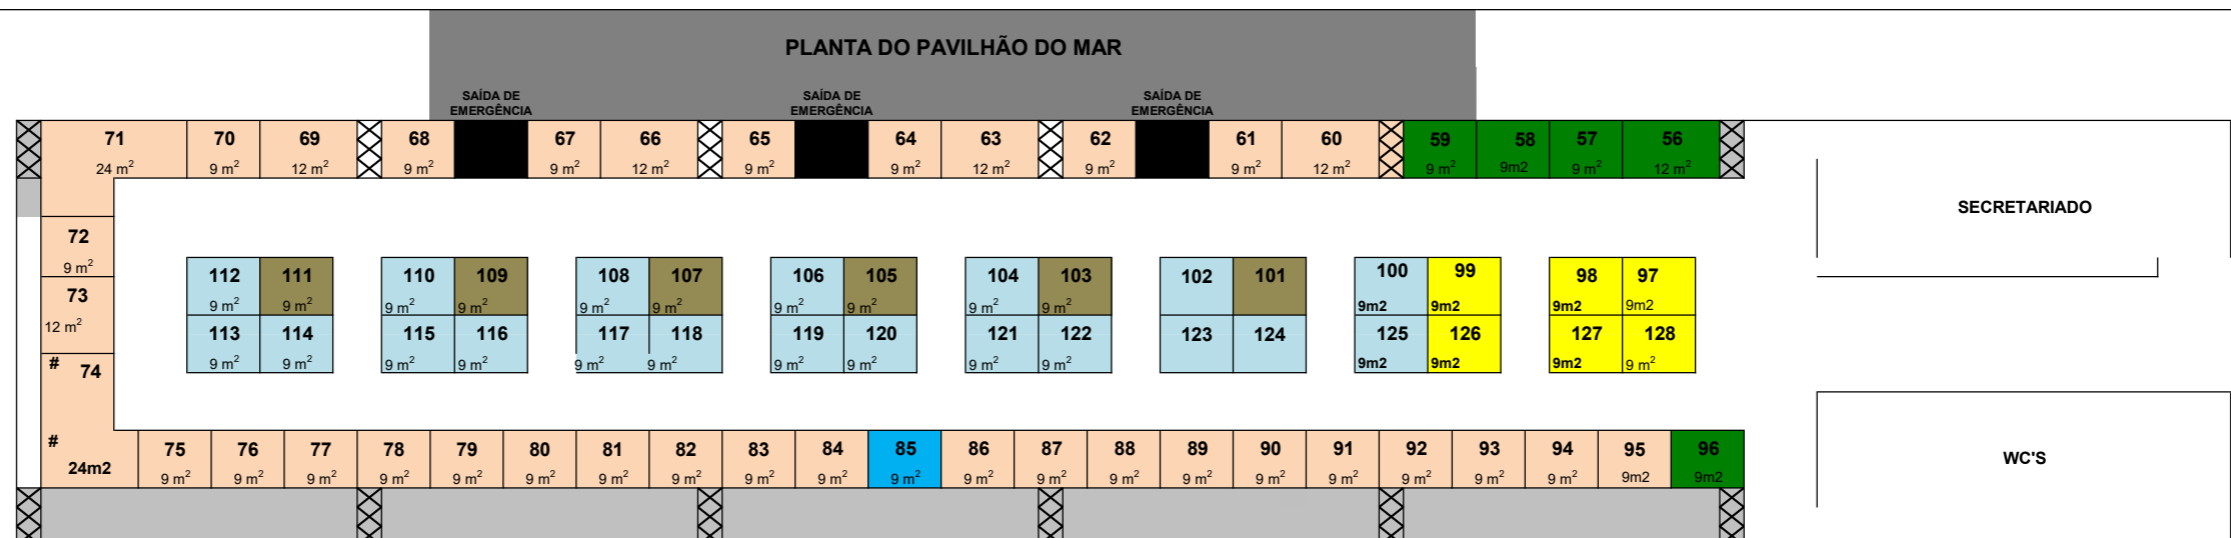 PLANTA DO PAVILHÃO DO MAR
SAÍDA DE EMERGÊNCIA SAÍDA DE EMERGÊNCIA SAÍDA DE EMERGÊNCIA
71 70 69 68 67 66 65 64 63 62 61 60 59 58 57 56
24 m² 9 m² 12 m² 9 m² 9 m² 12 m² 9 m² 9 m² 12 m² 9 m² 9 m² 12 m² 9 m² 9m2 9 m² 12 m²
SECRETARIADO
72
9 m²
112 111 110 109 108 107 106 105 104 103 102 101 100 99 98 97
9 m² 9 m² 9 m² 9 m² 9 m² 9 m² 9 m² 9 m² 9 m² 9 m² 9m2 9m2 9m2 9m2
73
12 m²
113 114 115 116 117 118 119 120 121 122 123 124 125 126 127 128
9 m² 9 m² 9 m² 9 m² 9 m² 9 m² 9 m² 9 m² 9 m² 9 m² 9m2 9m2 9m2 9 m²
# 74
#
24m2
75 76 77 78 79 80 81 82 83 84 85 86 87 88 89 90 91 92 93 94 95 96
9 m² 9 m² 9 m² 9 m² 9 m² 9 m² 9 m² 9 m² 9 m² 9 m² 9 m² 9 m² 9 m² 9 m² 9 m² 9 m² 9 m² 9 m² 9 m² 9 m² 9m2 9m2
WC'S